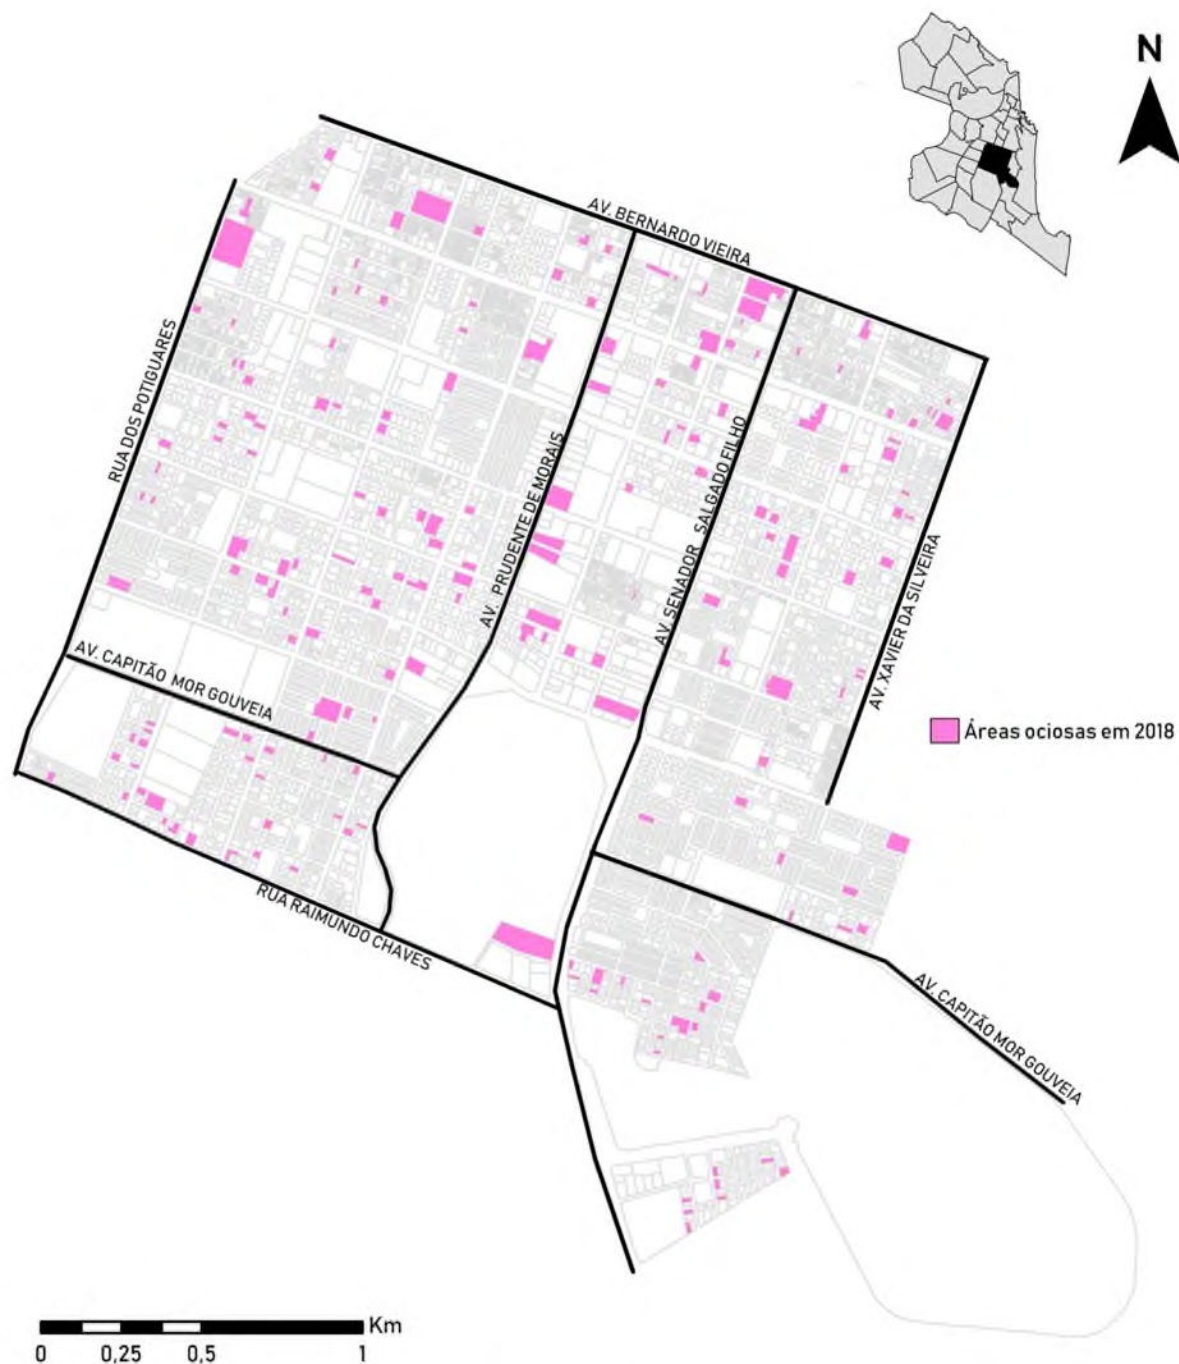 N
AV. BERNARDO VIEIRA
RUA DOS POTIGUARES
AV. PRUDENTE DE MORAIS
AV. SENADOR SALGADO FILHO
AV. XAVIER DA SILVEIRA
AV. CAPITÃO MOR GOUVEIA
Áreas ociosas em 2018
RUA RAIMUNDO CHAVES
AV. CAPITÃO MOR GOUVEIA
Km
0 0,25 0,5 1